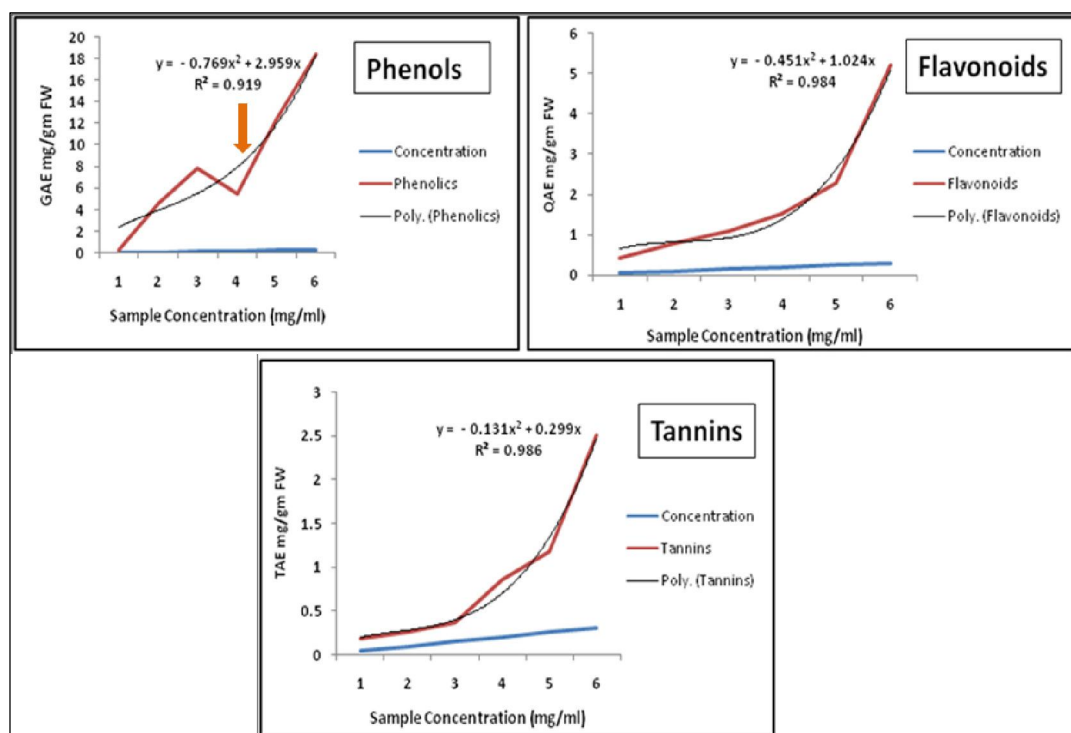 Phenols
y = - 0.769x² + 2.959x
R² = 0.919
GAE mg/gm FW
20
18
16
14
12
10
8
6
4
2
0
1 2 3 4 5 6
Sample Concentration (mg/ml)
Concentration
Phenolics
Poly. (Phenolics)
Flavonoids
y = - 0.451x² + 1.024x
R² = 0.984
QAE mg/gm FW
6
5
4
3
2
1
0
1 2 3 4 5 6
Sample Concentration (mg/ml)
Concentration
Flavonoids
Poly. (Flavonoids)
Tannins
y = - 0.131x² + 0.299x
R² = 0.986
TAE mg/gm FW
3
2.5
2
1.5
1
0.5
0
1 2 3 4 5 6
Sample Concentration (mg/ml)
Concentration
Tannins
Poly. (Tannins)